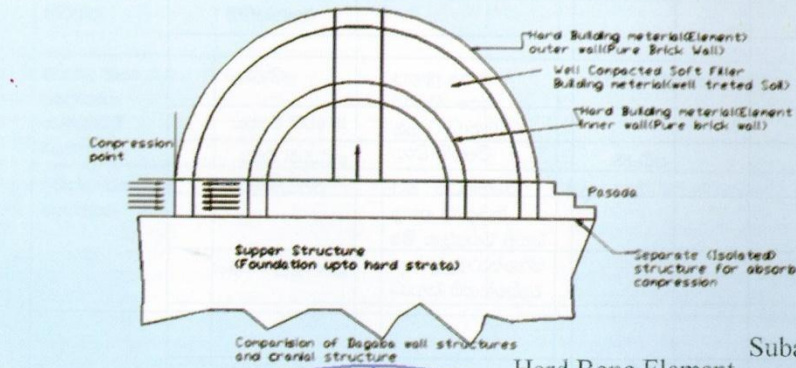 Hard Building meterial(Element)
outer wall(Pure Brick Wall)
Well Compacted Soft Filler
Building meterial(well treted Soil)
Hard Building meterial(Element
inner wall(Pure brick wall)
Compression
point
Pasada
Supper Structure
(Foundation upto hard strata)
Separate (Isolated)
structure for absorb
compression
Comparision of Dagaba wall structures
and cranial structure
Suba
Hard Bone Element